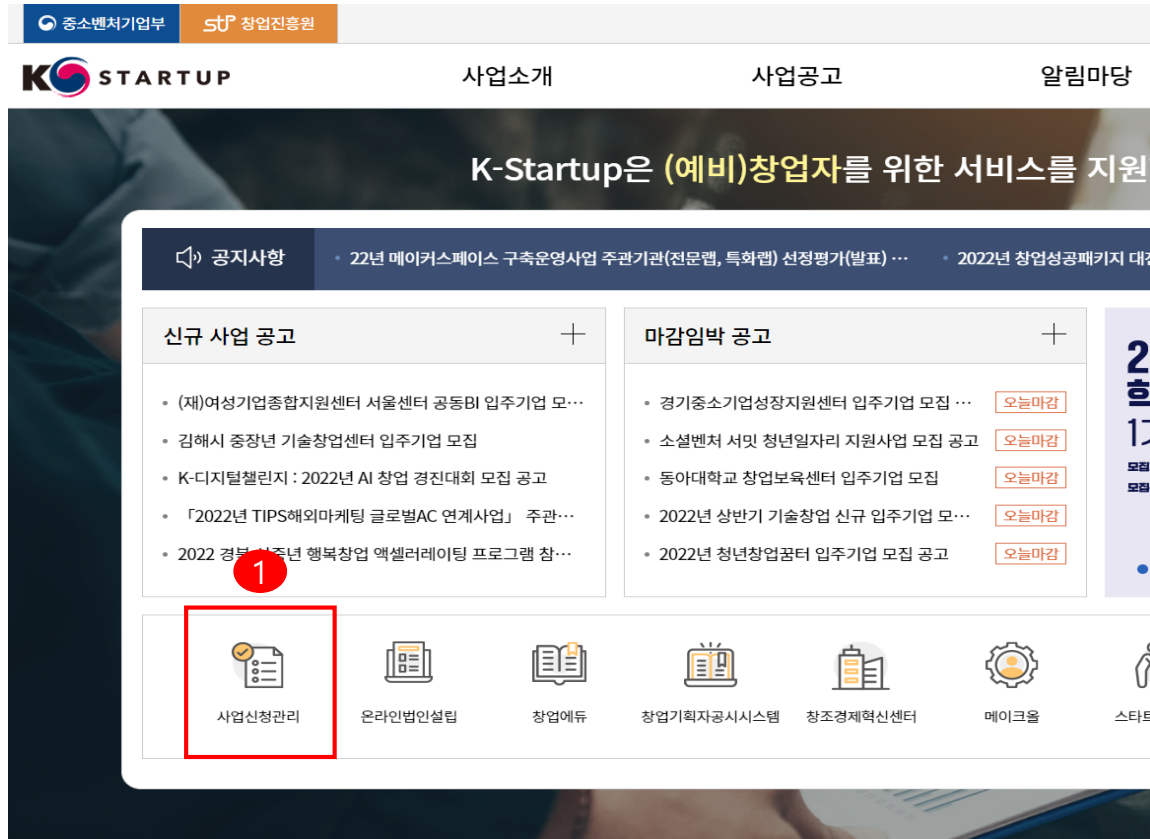 중소벤처기업부 창업진흥원
K STARTUP 사업소개 사업공고 알림마당
K-Startup은 (예비)창업자를 위한 서비스를 지원
공지사항 22년 메이커스페이스 구축운영사업 주관기관(전문랩, 특화랩) 선정평가(발표) … 2022년 창업성공패키지
신규 사업 공고
• (재)여성기업종합지원센터 서울센터 공동BI 입주기업 모…
• 김해시 중장년 기술창업센터 입주기업 모집
• K-디지털챌린지 : 2022년 AI 창업 경진대회 모집 공고
• 「2022년 TIPS해외마케팅 글로벌AC 연계사업」 주관…
• 2022 경북 행복창업 액셀러레이팅 프로그램 참…
마감임박 공고
• 경기중소기업성장지원센터 입주기업 모집 … 오늘마감
• 소셜벤처 서밋 청년일자리 지원사업 모집 공고 오늘마감
• 동아대학교 창업보육센터 입주기업 모집 오늘마감
• 2022년 상반기 기술창업 신규 입주기업 모… 오늘마감
• 2022년 청년창업꿈터 입주기업 모집 공고 오늘마감
2
모집
모집
1
사업신청관리 온라인법인설립 창업에듀 창업기획자공시시스템 창조경제혁신센터 메이크올 스타트